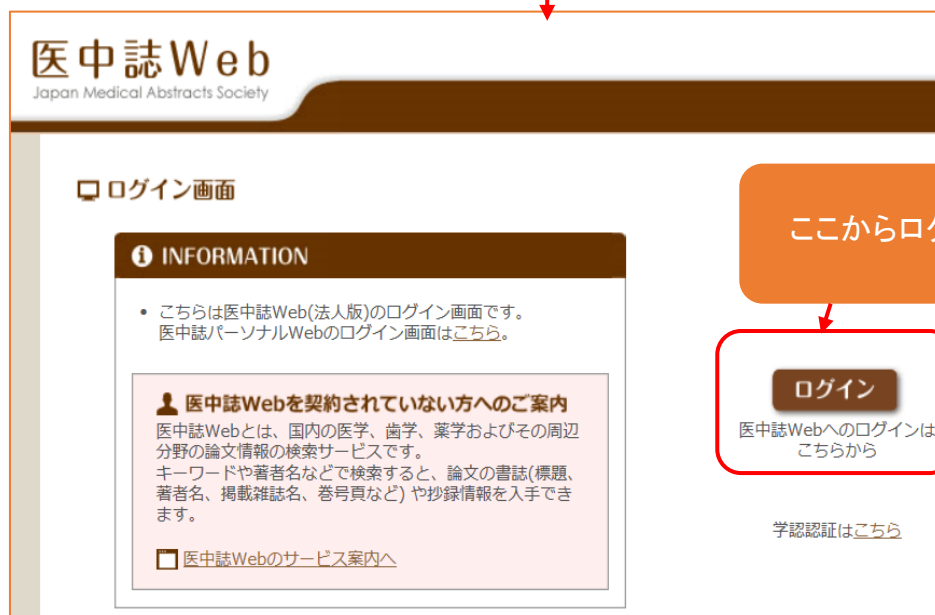 医中誌Web
Japan Medical Abstracts Society
ログイン画面
INFORMATION
• こちらは医中誌Web(法人版)のログイン画面です。
医中誌パーソナルWebのログイン画面はこちら。
医中誌Webを契約されていない方へのご案内
医中誌Webとは、国内の医学、歯学、薬学およびその周辺
分野の論文情報の検索サービスです。
キーワードや著者名などで検索すると、論文の書誌(標題、
著者名、掲載雑誌名、巻号頁など) や抄録情報を入手でき
ます。
医中誌Webのサービス案内へ
ここからロ
ログイン
医中誌Webへのログインは
こちらから
学認認証はこちら